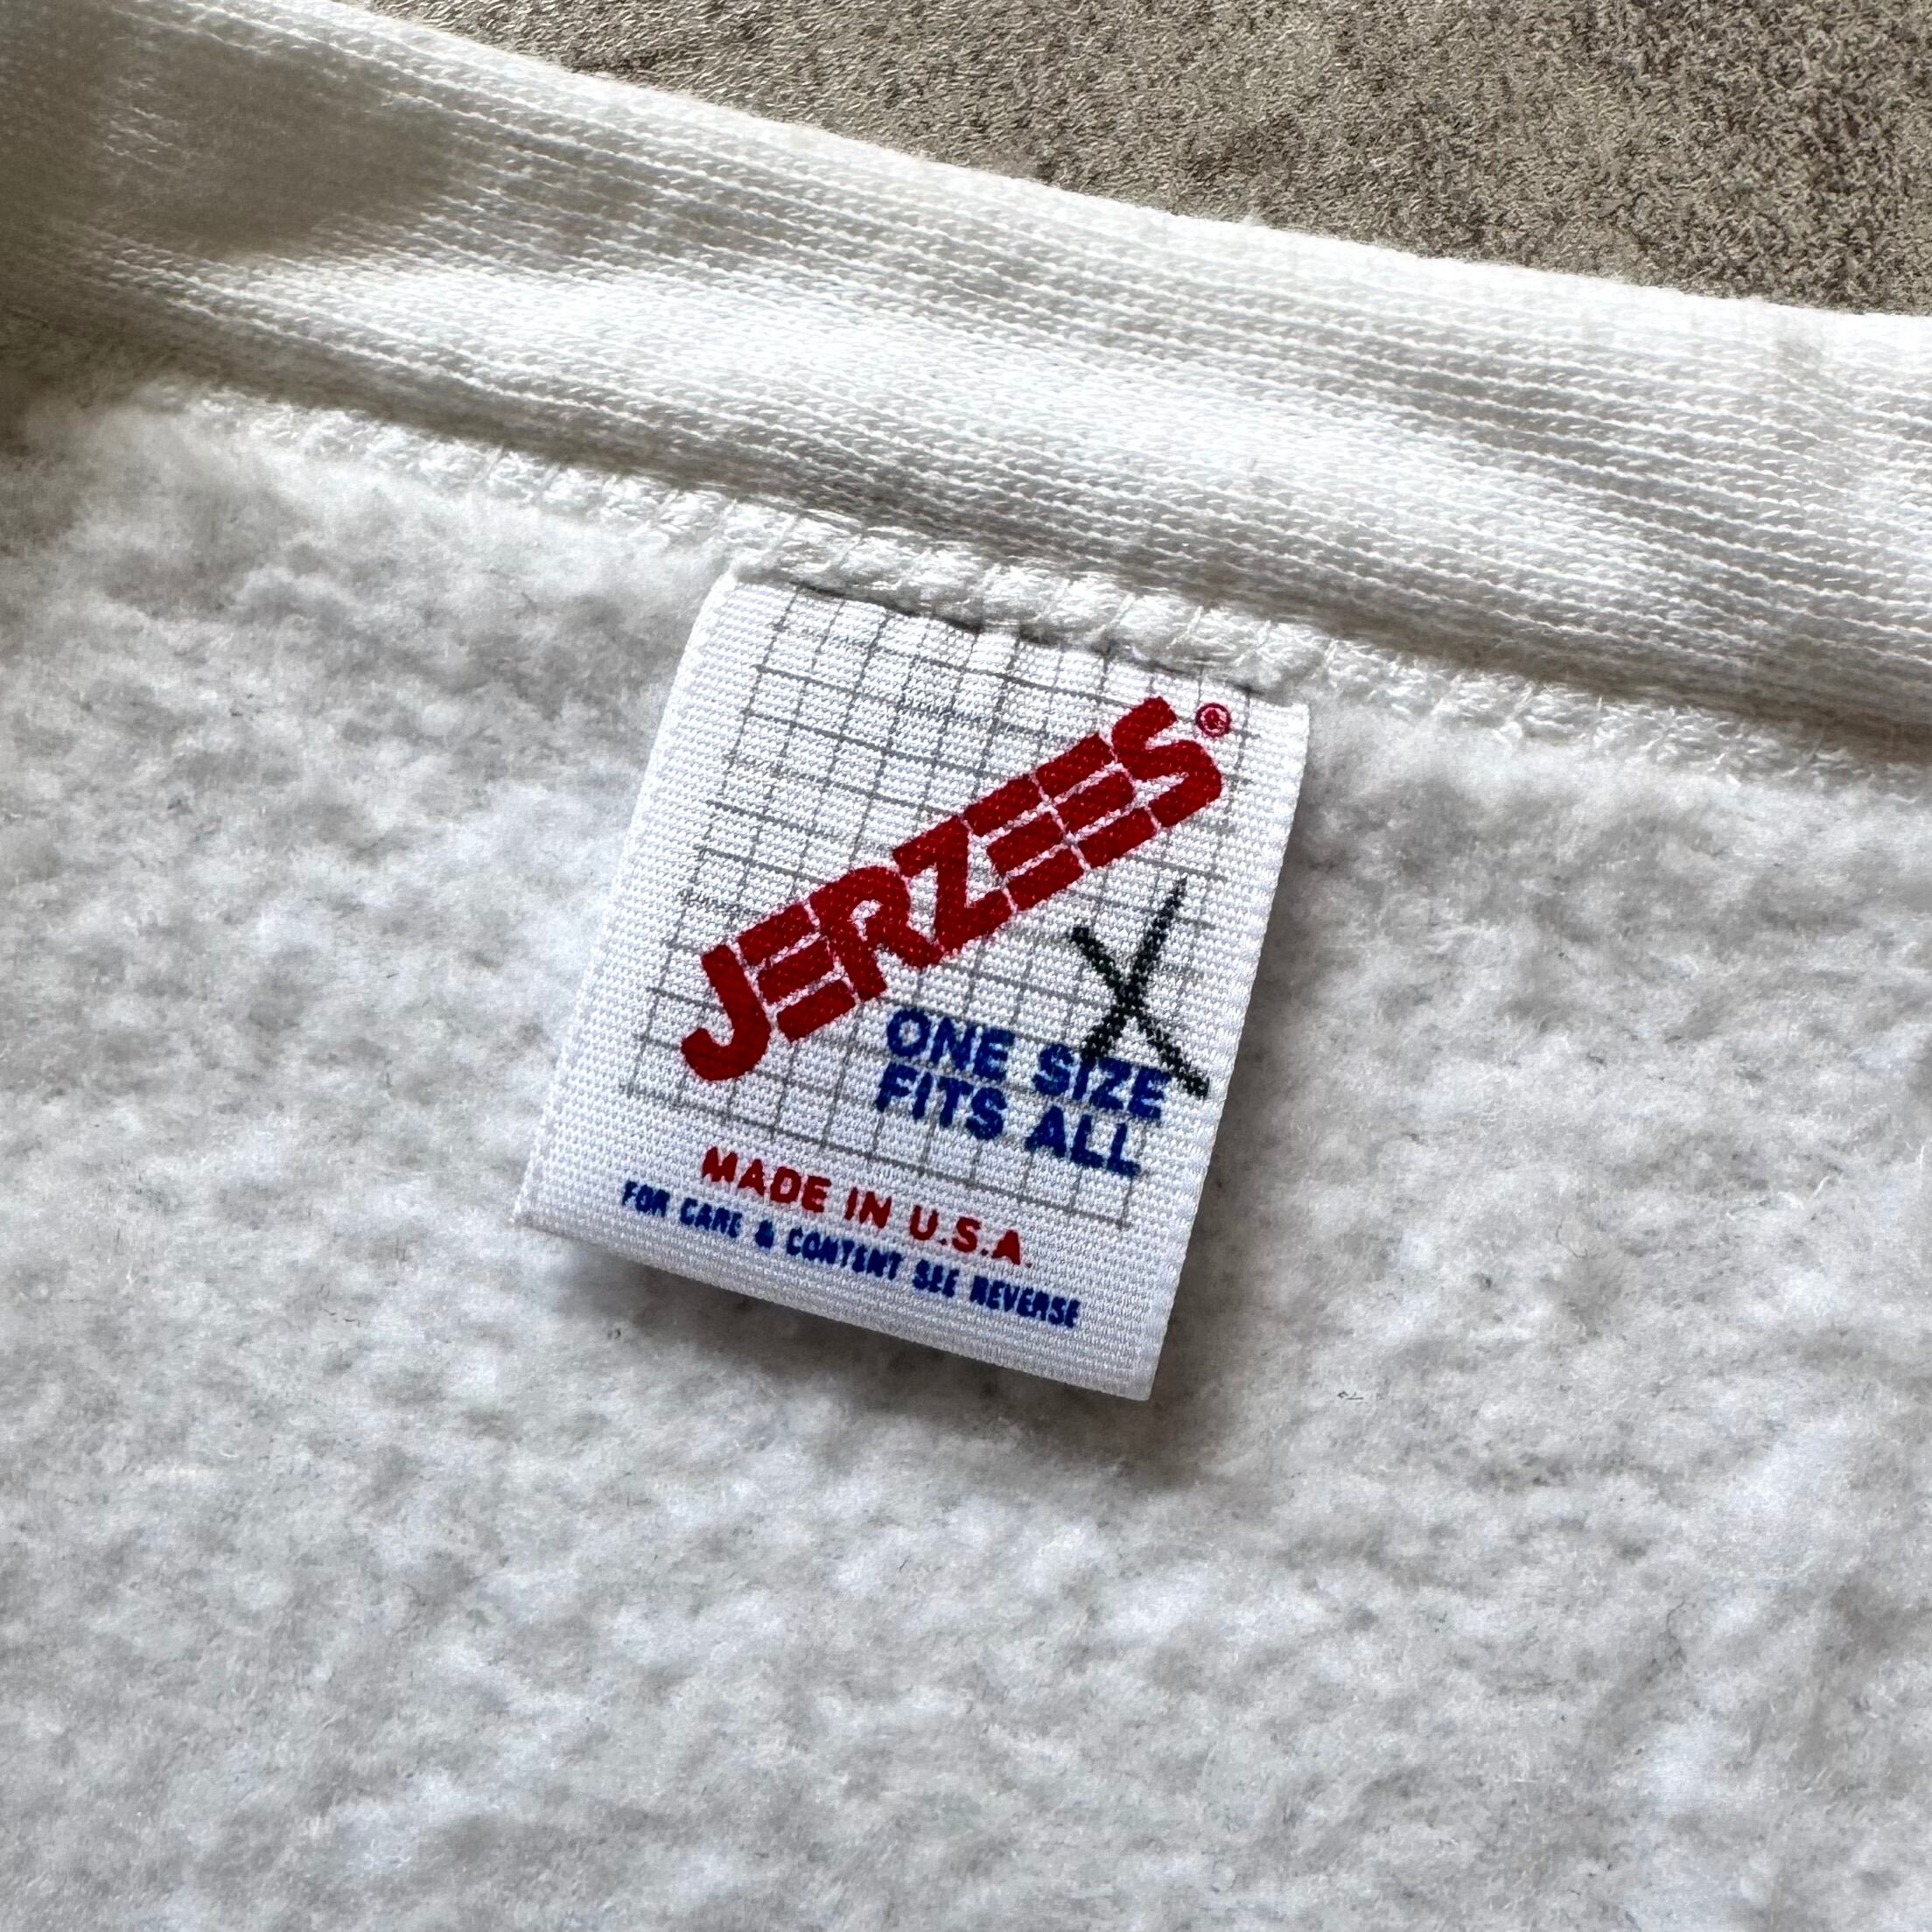 JERZEES®
X
ONE SIZE
FITS ALL
MADE IN U.S.A.
FOR CARE & CONTENT SEE REVERSE